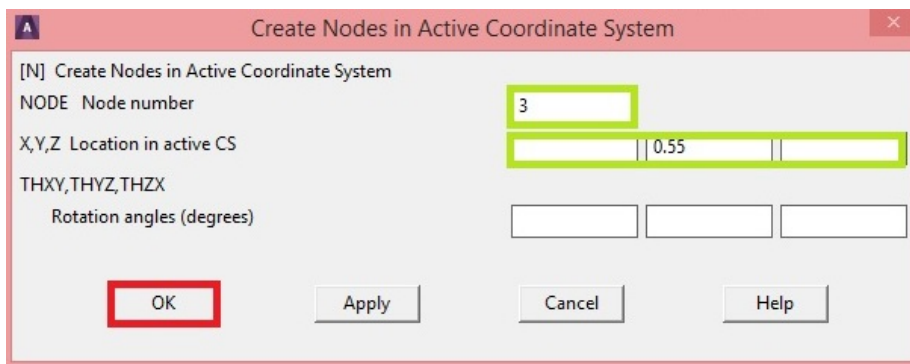 A
Create Nodes in Active Coordinate System
[N] Create Nodes in Active Coordinate System
NODE Node number 3
X,Y,Z Location in active CS 0.55
THXY,THYZ,THZX
Rotation angles (degrees)
OK Apply Cancel Help